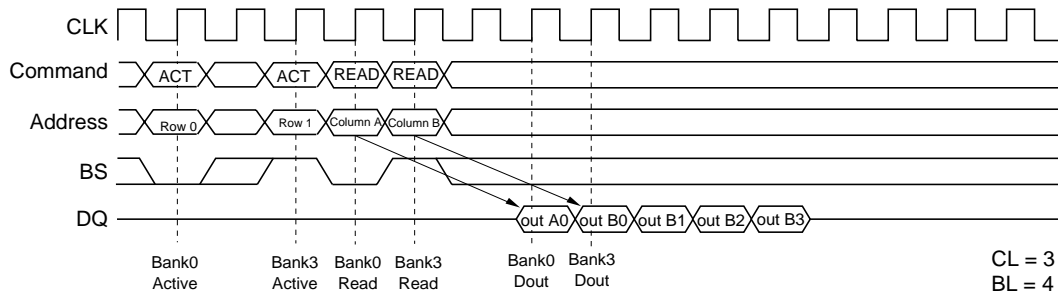 CLK
Command ACT ACT READ READ
Address Row 0 Row 1 Column A Column B
BS
DQ out A0 out B0 out B1 out B2 out B3
Bank0 Active Bank3 Active Bank0 Read Bank3 Read Bank0 Dout Bank3 Dout
CL = 3
BL = 4